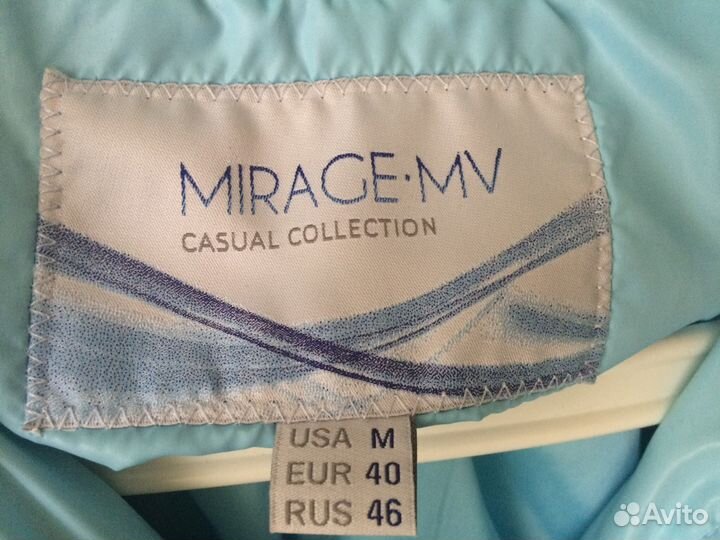 MIRAGE·MV
CASUAL COLLECTION
USA M
EUR 40
RUS 46
Avito